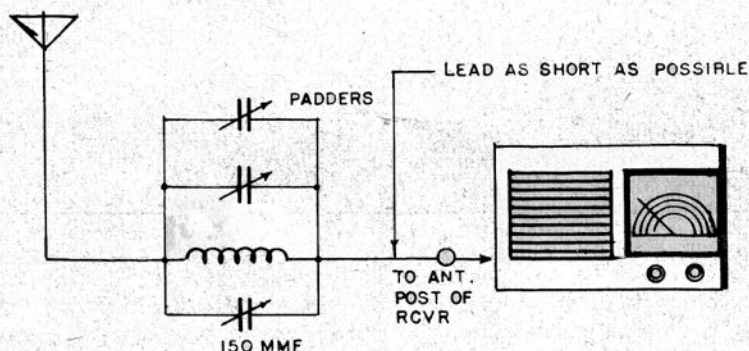 LEAD AS SHORT AS POSSIBLE
PADDERS
TO ANT.
POST OF
RCVR
150 MMF